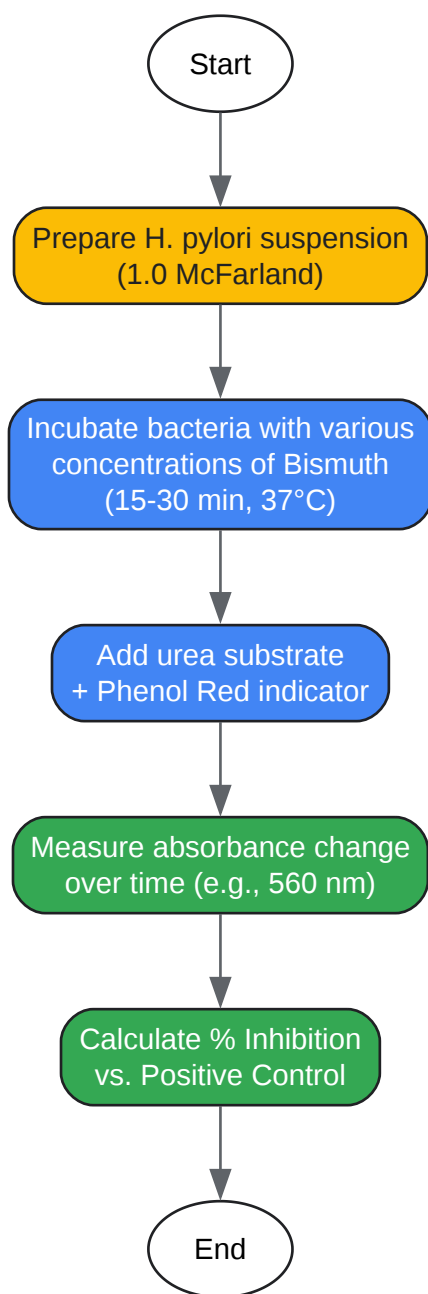 Start
Prepare H. pylori suspension
(1.0 McFarland)
Incubate bacteria with various
concentrations of Bismuth
(15-30 min, 37°C)
Add urea substrate
+ Phenol Red indicator
Measure absorbance change
over time (e.g., 560 nm)
Calculate % Inhibition
vs. Positive Control
End